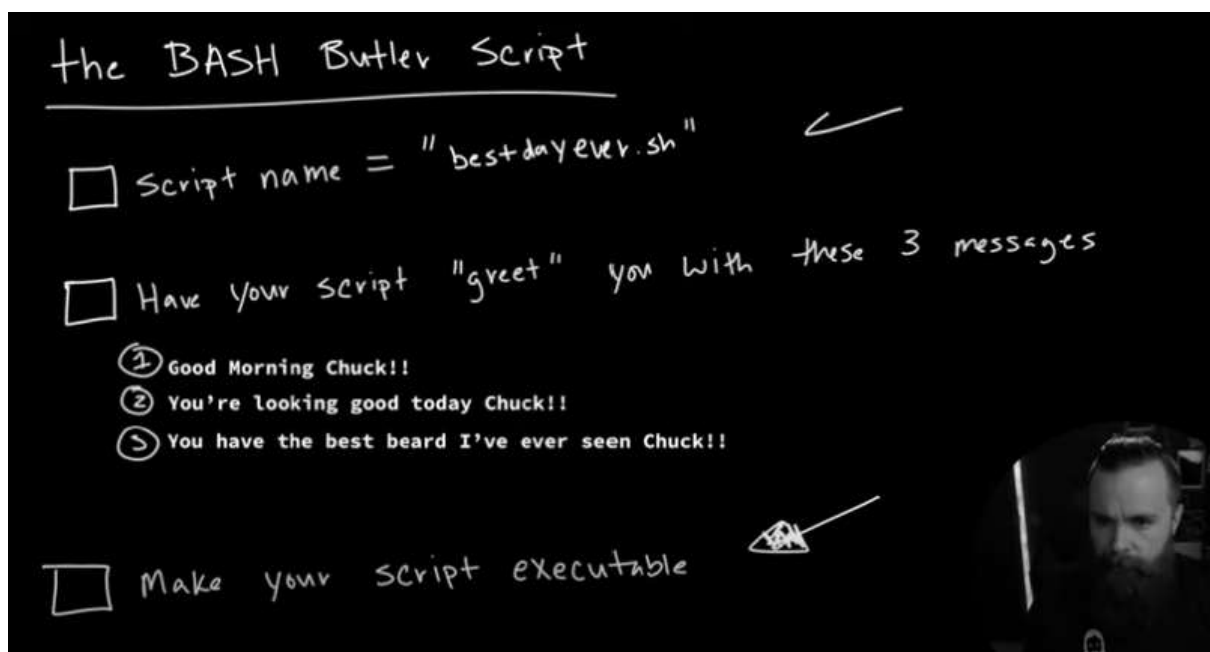 the BASH Butler Script
Script name = "bestdayever.sh"
Have your script "greet" you with these 3 messages
1 Good Morning Chuck!!
2 You're looking good today Chuck!!
3 You have the best beard I've ever seen Chuck!!
Make your script executable